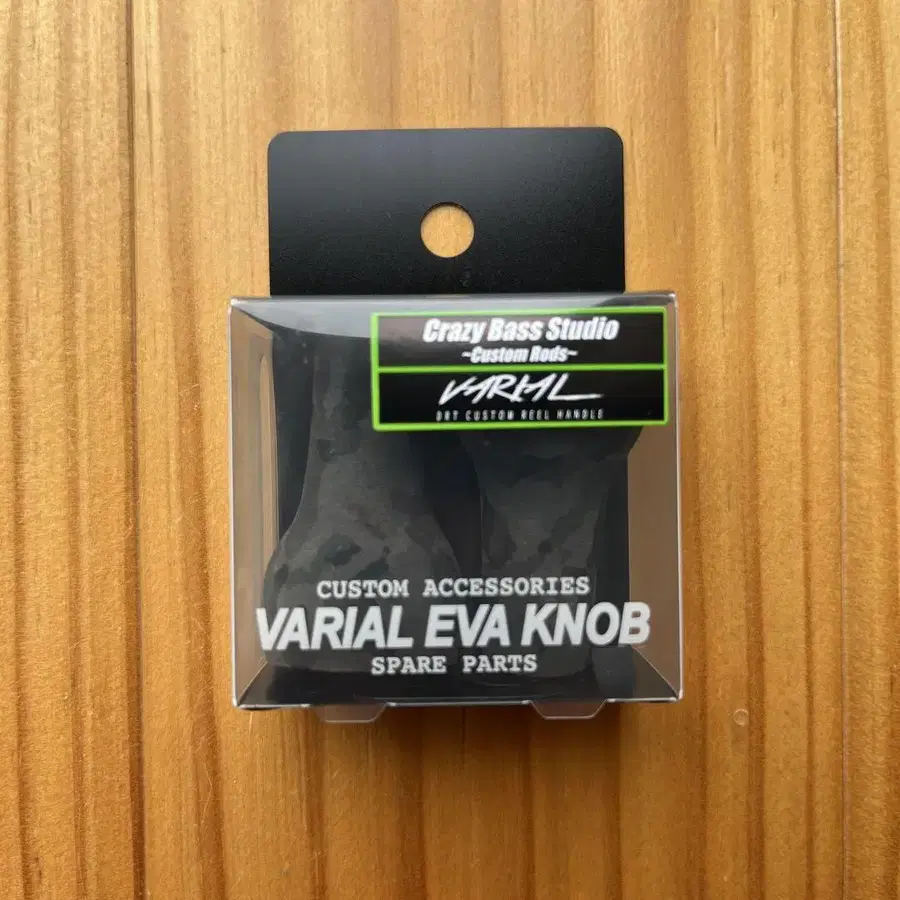 Crazy Bass Studio
~Custom Rods~
VARIAL
DRT CUSTOM REEL HANDLE
CUSTOM ACCESSORIES
VARIAL EVA KNOB
SPARE PARTS